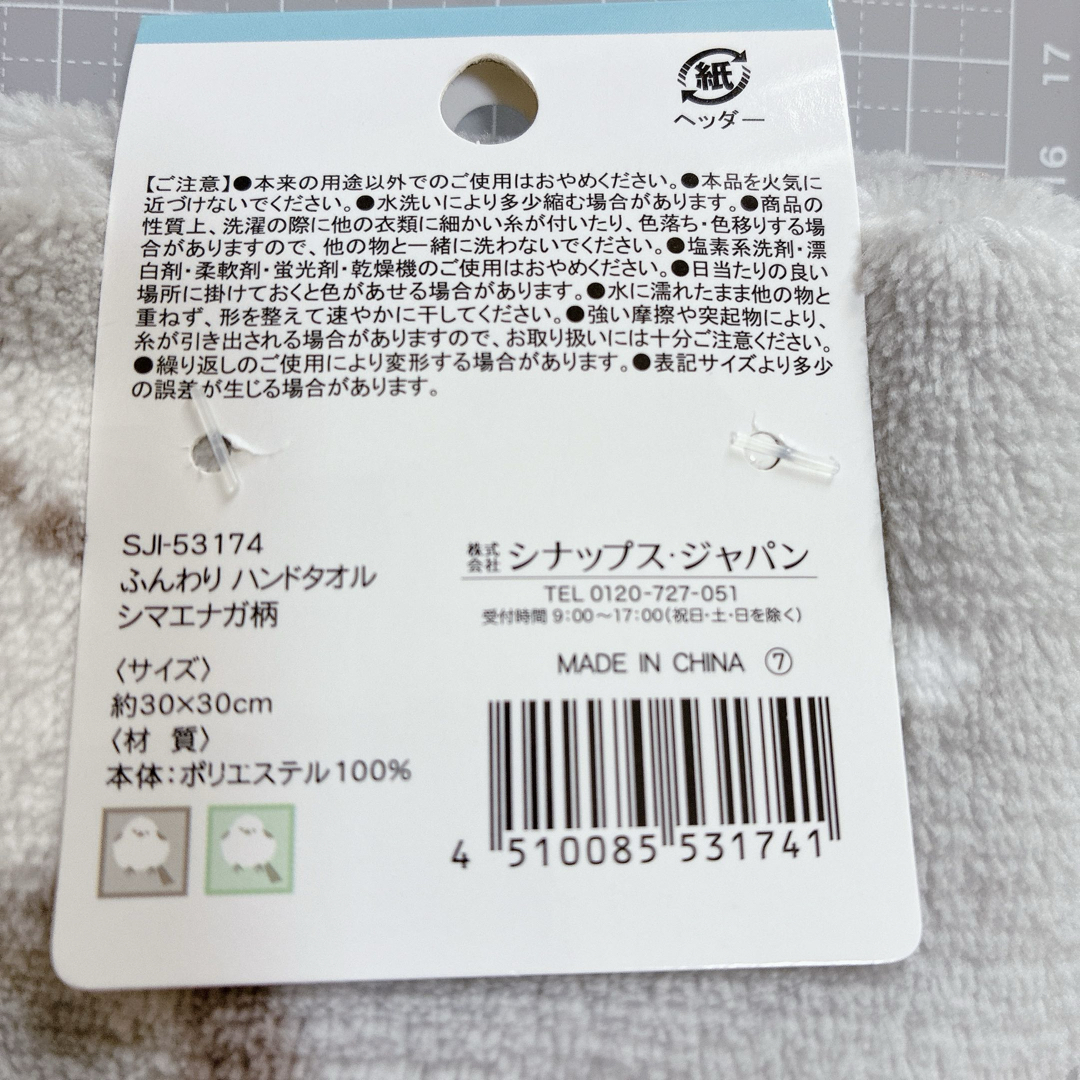 紙
ヘッダー
17
16
【ご注意】●本来の用途以外でのご使用はおやめください。●本品を火気に
近づけないでください。●水洗いにより多少縮む場合があります。●商品の
性質上、洗濯の際に他の衣類に細かい糸が付いたり、色落ち・色移りする場
合がありますので、他の物と一緒に洗わないでください。●塩素系洗剤・漂
白剤・柔軟剤・蛍光剤・乾燥機のご使用はおやめください。●日当たりの良い
場所に掛けておくと色があせる場合があります。●水に濡れたまま他の物と
重ねず、形を整えて速やかに干してください。●強い摩擦や突起物により、
糸が引き出される場合がありますので、お取り扱いには十分ご注意ください。
●繰り返しのご使用により変形する場合があります。●表記サイズより多少
の誤差が生じる場合があります。
SJI-53174
ふんわり ハンドタオル
シマエナガ柄
〈サイズ〉
約30×30cm
〈材 質〉
本体：ポリエステル100%
株式会社 シナップス・ジャパン
TEL 0120-727-051
受付時間 9:00～17:00(祝日・土・日を除く)
MADE IN CHINA ⑦
4 510085 531741